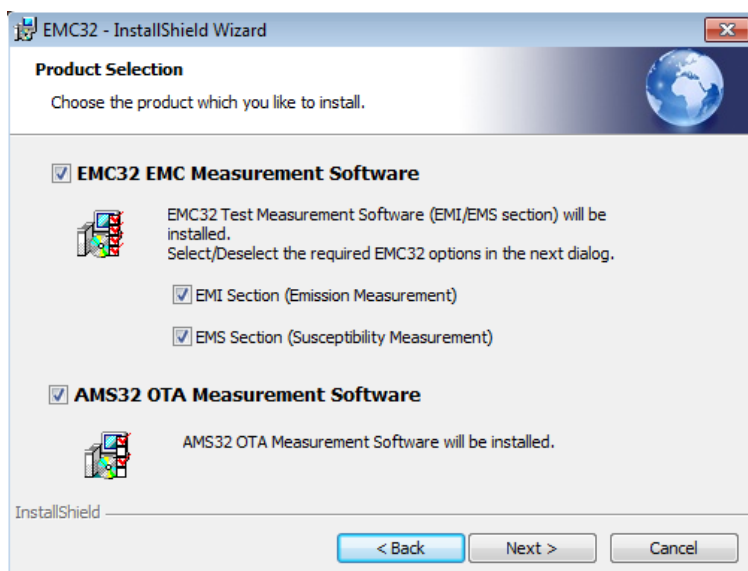 EMC32 - InstallShield Wizard
Product Selection
Choose the product which you like to install.
EMC32 EMC Measurement Software
EMC32 Test Measurement Software (EMI/EMS section) will be
installed.
Select/Deselect the required EMC32 options in the next dialog.
EMI Section (Emission Measurement)
EMS Section (Susceptibility Measurement)
AMS32 OTA Measurement Software
AMS32 OTA Measurement Software will be installed.
InstallShield
< Back
Next >
Cancel